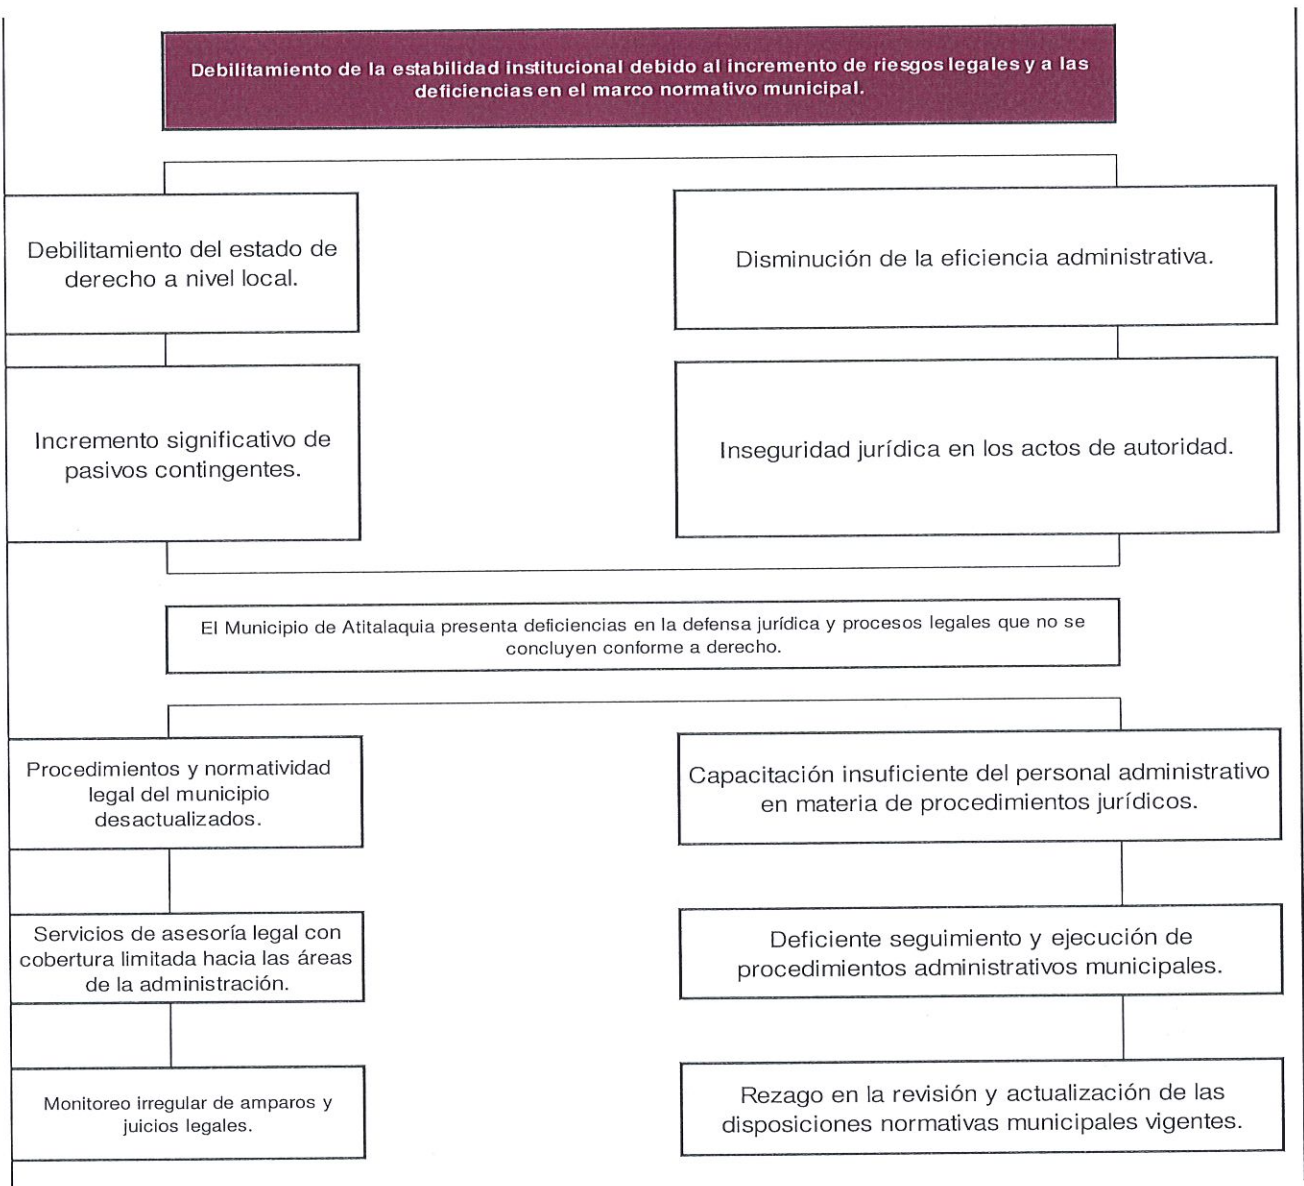 Debilitamiento de la estabilidad institucional debido al incremento de riesgos legales y a las
deficiencias en el marco normativo municipal.
Debilitamiento del estado de
derecho a nivel local.
Disminución de la eficiencia administrativa.
Incremento significativo de
pasivos contingentes.
Inseguridad jurídica en los actos de autoridad.
El Municipio de Atitalaquia presenta deficiencias en la defensa jurídica y procesos legales que no se
concluyen conforme a derecho.
Procedimientos y normatividad
legal del municipio
desactualizados.
Capacitación insuficiente del personal administrativo
en materia de procedimientos jurídicos.
Servicios de asesoría legal con
cobertura limitada hacia las áreas
de la administración.
Deficiente seguimiento y ejecución de
procedimientos administrativos municipales.
Monitoreo irregular de amparos y
juicios legales.
Rezago en la revisión y actualización de las
disposiciones normativas municipales vigentes.